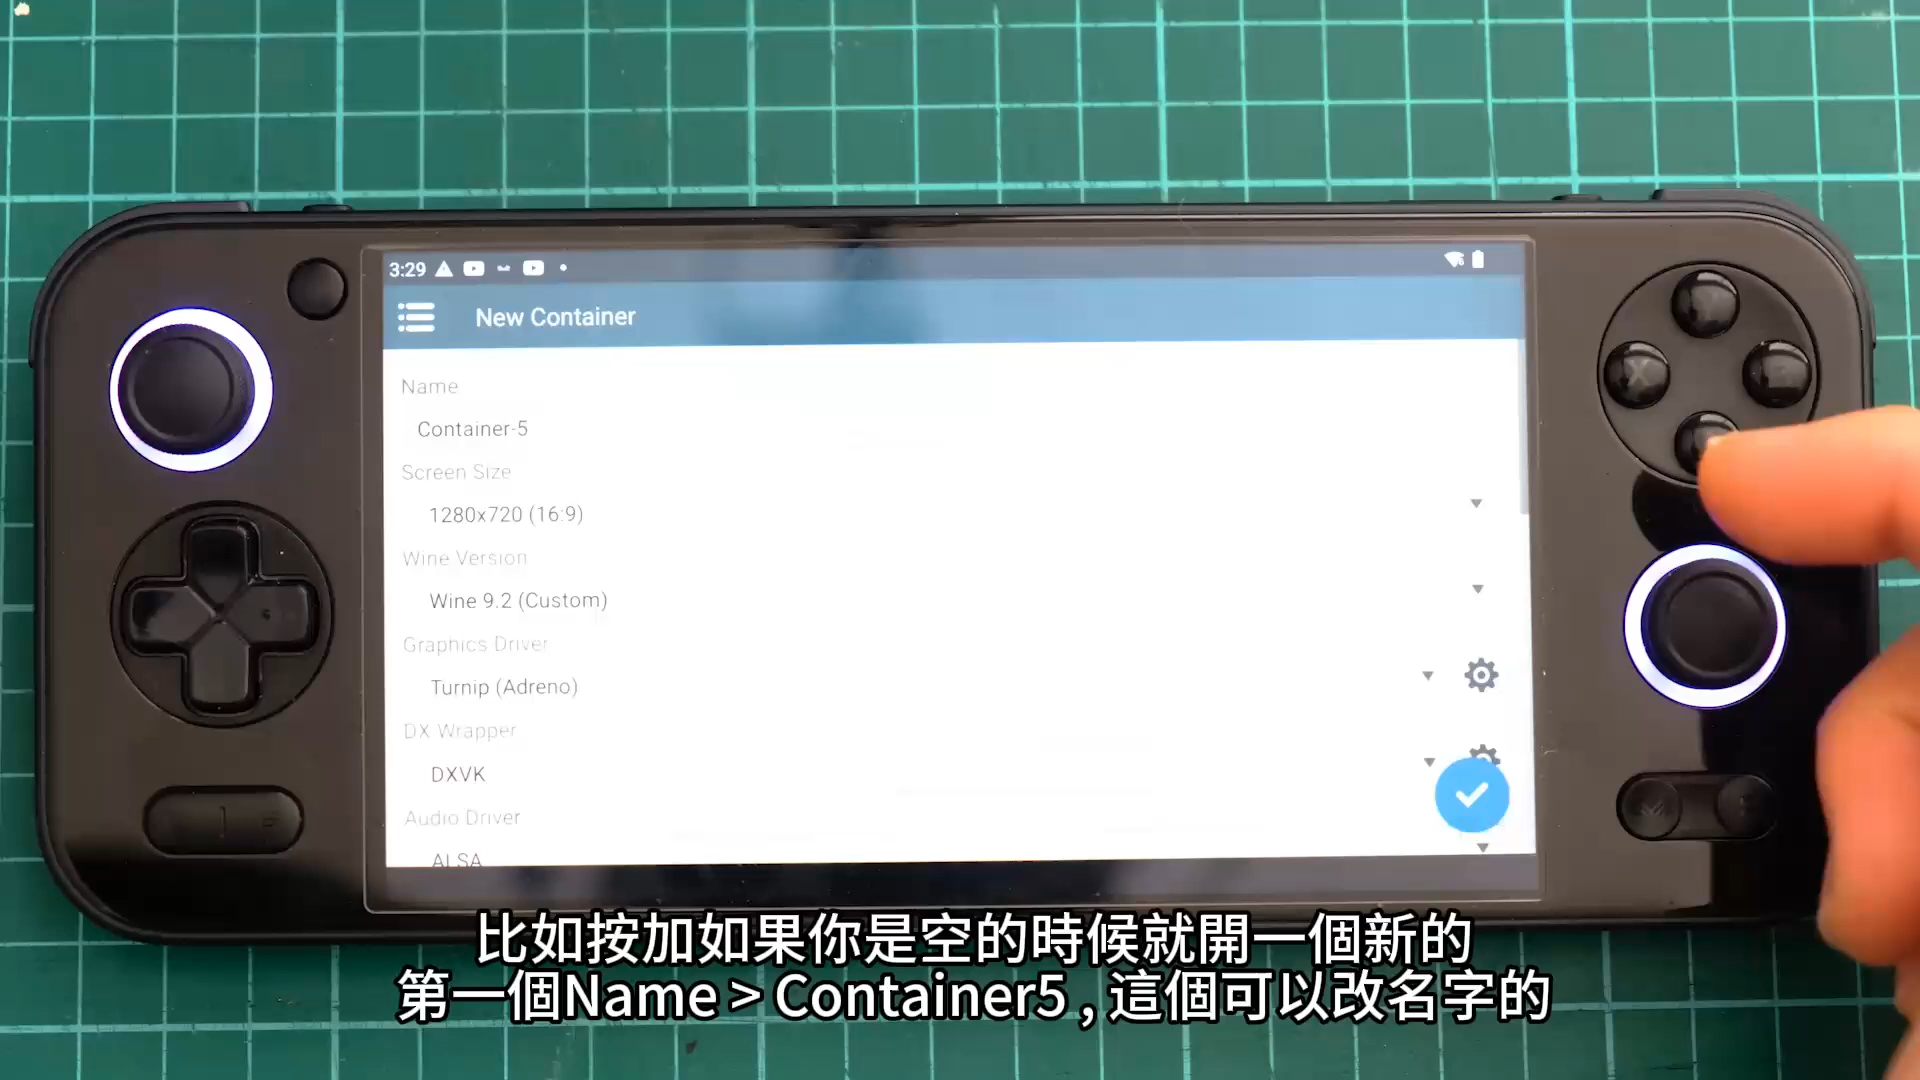 3:29
New Container
Name
Container-5
Screen Size
1280x720 (16:9)
Wine Version
Wine 9.2 (Custom)
Graphics Driver
Turnip (Adreno)
DX Wrapper
DXVK
Audio Driver
ALSA
X
比如按加如果你是空的時候就開一個新的
第一個Name > Container5 , 這個可以改名字的